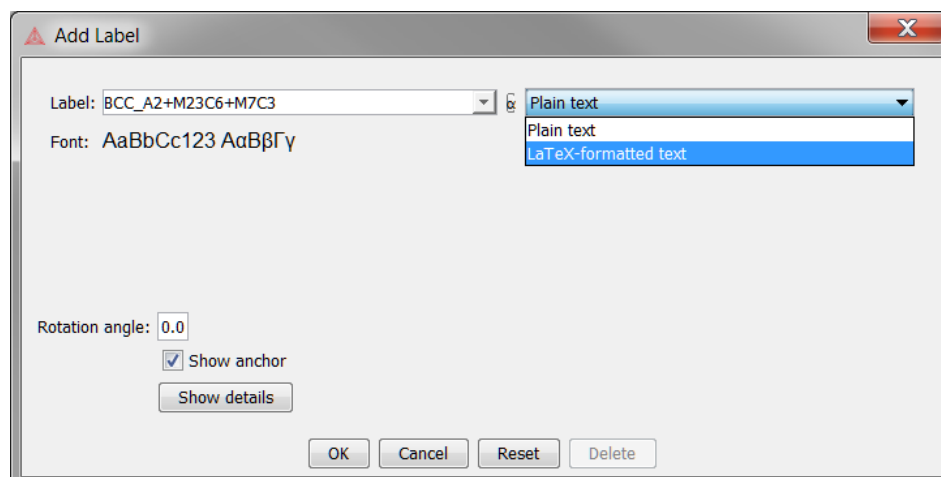 Add Label
X
Label: BCC_A2+M23C6+M7C3 α Plain text
Plain text
LaTeX-formatted text
Font: AaBbCc123 ΑαΒβΓγ
Rotation angle: 0.0
Show anchor
Show details
OK Cancel Reset Delete